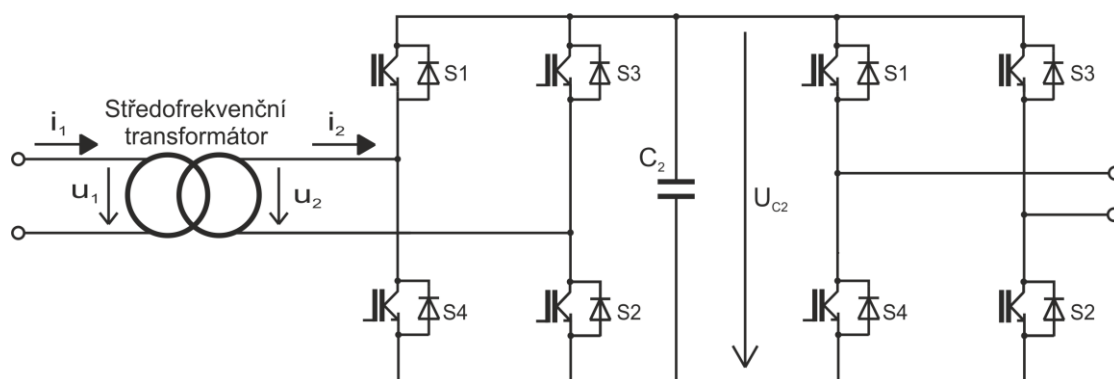 Středofrekvenční
transformátor
i1
i2
u1
u2
S1
S3
S4
S2
C2
UC2
S1
S3
S4
S2